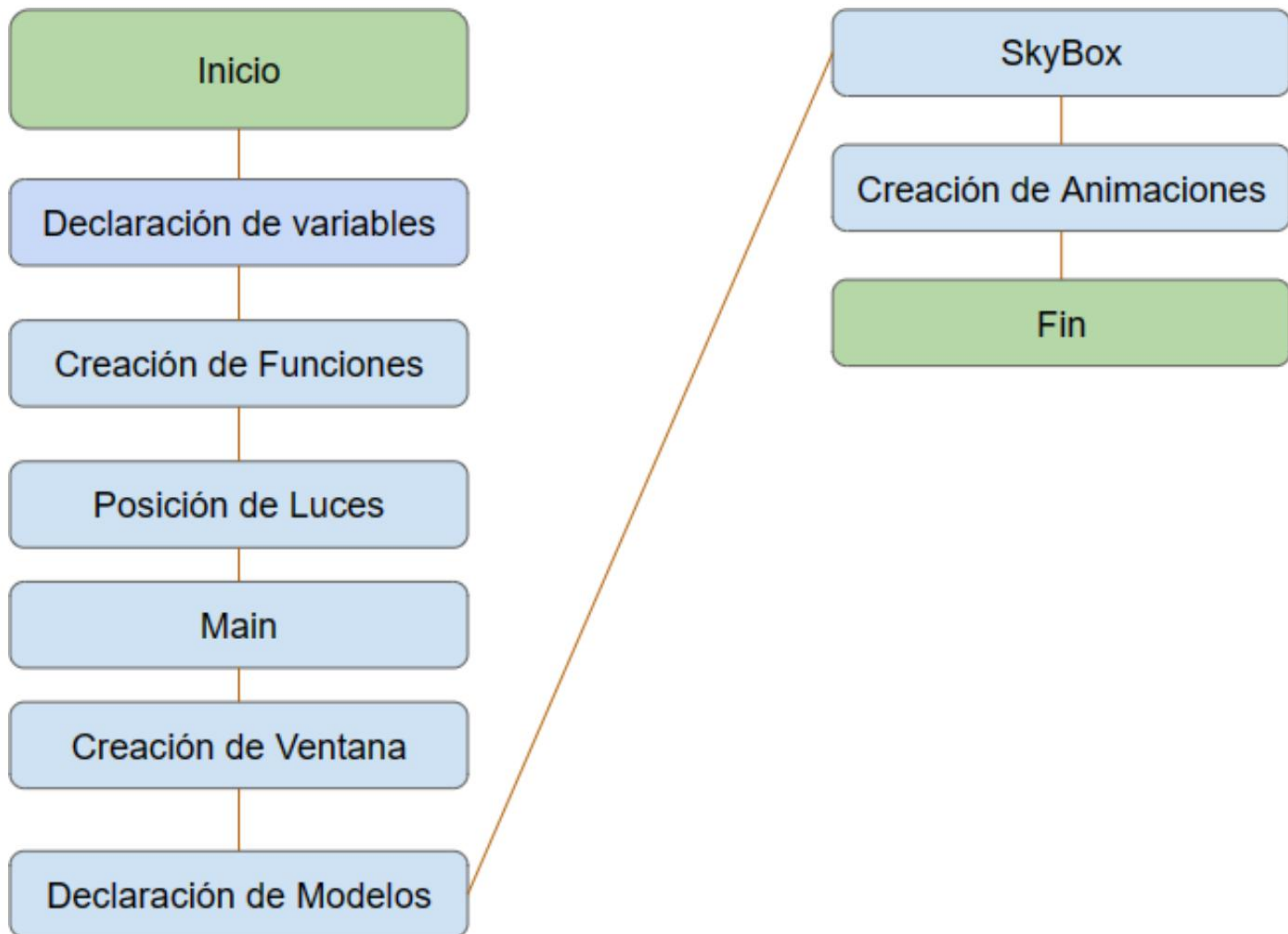 Inicio
Declaración de variables
Creación de Funciones
Posición de Luces
Main
Creación de Ventana
Declaración de Modelos
SkyBox
Creación de Animaciones
Fin